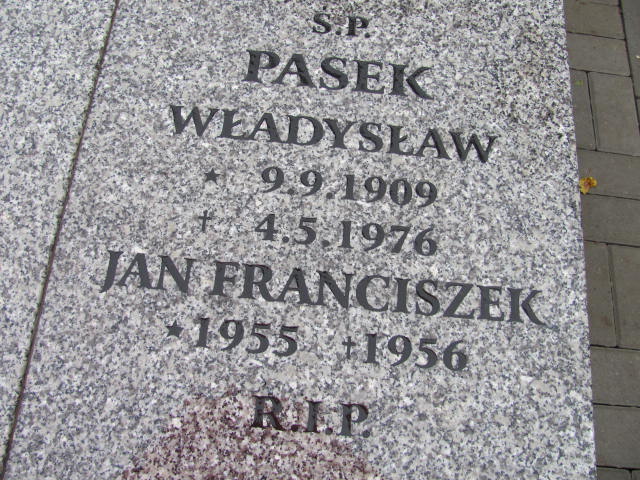 Ś.P.
PASEK
WŁADYSŁAW
* 9.9.1909
† 4.5.1976
JAN FRANCISZEK
* 1955 † 1956
R.I.P.